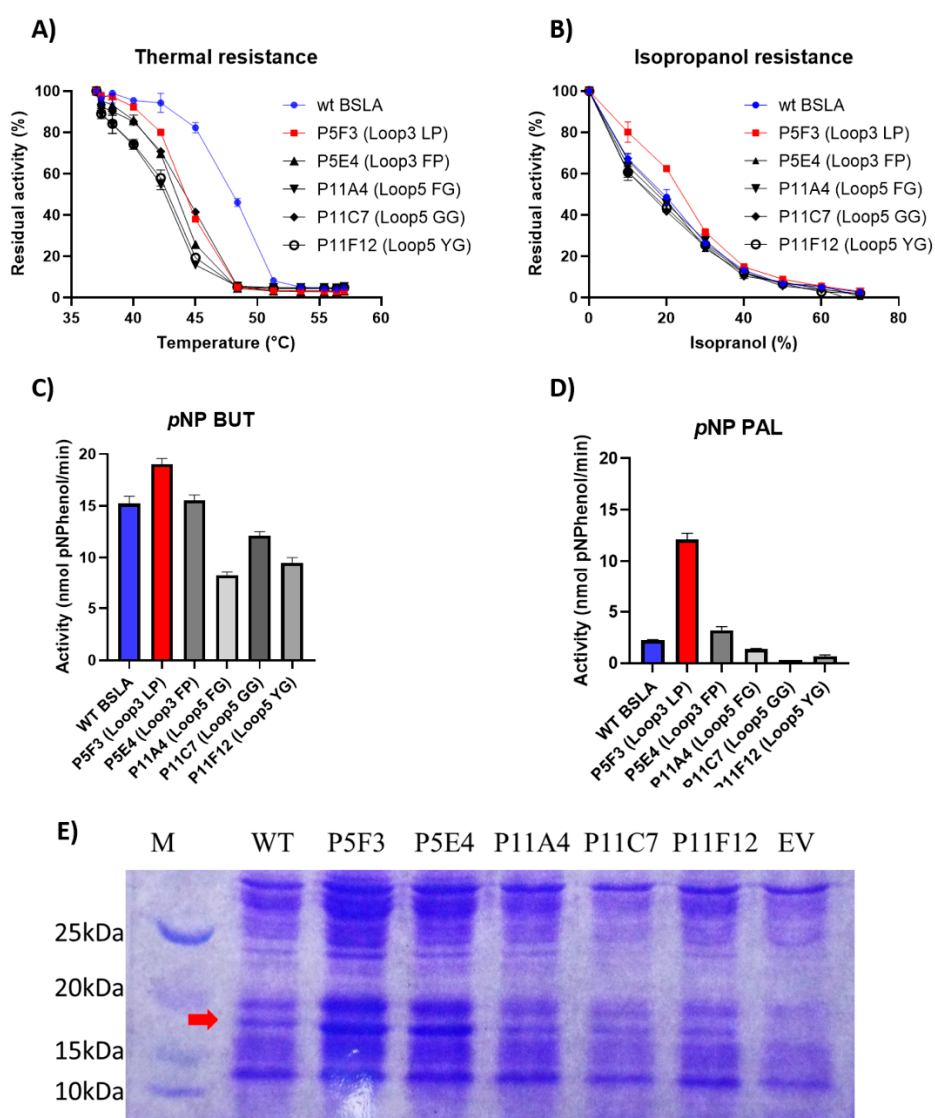 A)
Thermal resistance
Residual activity (%)
100
80
60
40
20
0
35
40
45
50
55
60
Temperature (°C)
wt BSLA
P5F3 (Loop3 LP)
P5E4 (Loop3 FP)
P11A4 (Loop5 FG)
P11C7 (Loop5 GG)
P11F12 (Loop5 YG)
B)
Isopropanol resistance
Residual activity (%)
100
80
60
40
20
0
0
20
40
60
80
Isopranol (%)
wt BSLA
P5F3 (Loop3 LP)
P5E4 (Loop3 FP)
P11A4 (Loop5 FG)
P11C7 (Loop5 GG)
P11F12 (Loop5 YG)
C)
pNP BUT
Activity (nmol pNPhenol/min)
20
15
10
5
0
WT BSLA
P5F3 (Loop3 LP)
P5E4 (Loop3 FP)
P11A4 (Loop5 FG)
P11C7 (Loop5 GG)
P11F12 (Loop5 YG)
D)
pNP PAL
Activity (nmol pNPhenol/min)
20
15
10
5
0
WT BSLA
P5F3 (Loop3 LP)
P5E4 (Loop3 FP)
P11A4 (Loop5 FG)
P11C7 (Loop5 GG)
P11F12 (Loop5 YG)
E)
M WT P5F3 P5E4 P11A4 P11C7 P11F12 EV
25kDa
20kDa
15kDa
10kDa